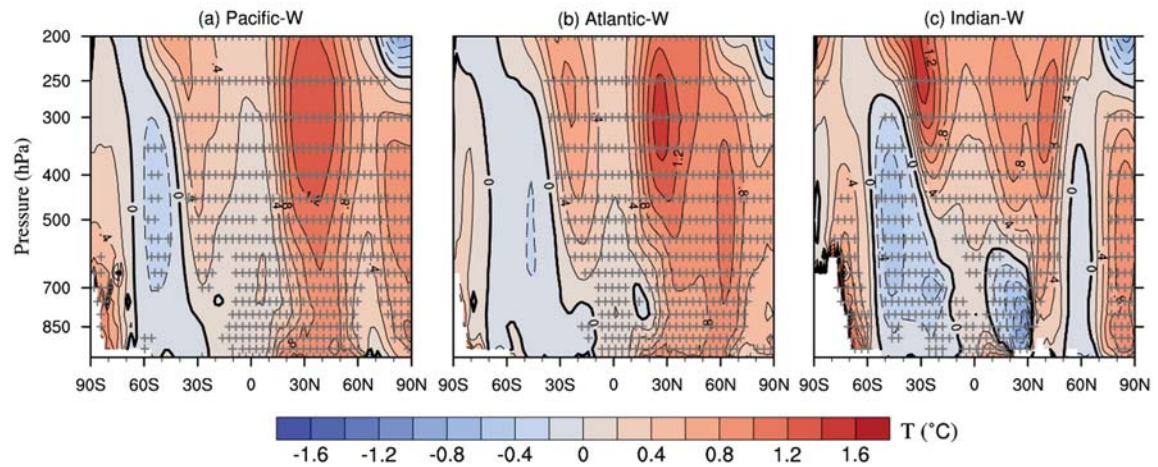 (a) Pacific-W (b) Atlantic-W (c) Indian-W
200
250
300
400
500
700
850
Pressure (hPa)
90S 60S 30S 0 30N 60N 90N 90S 60S 30S 0 30N 60N 90N 90S 60S 30S 0 30N 60N 90N
-1.6 -1.2 -0.8 -0.4 0 0.4 0.8 1.2 1.6 T (°C)